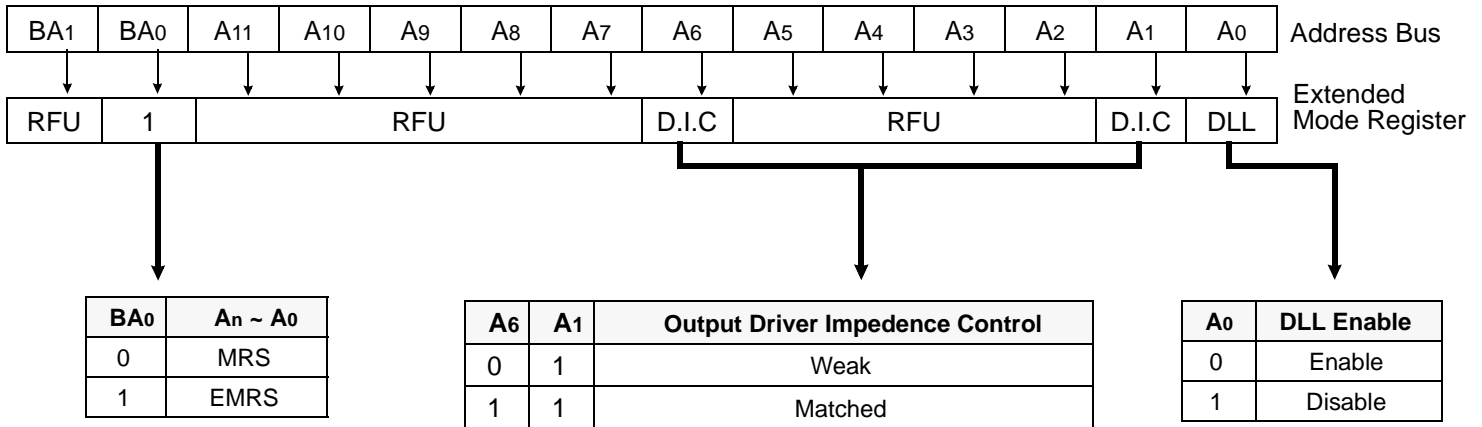 BA1 BA0 A11 A10 A9 A8 A7 A6 A5 A4 A3 A2 A1 A0 Address Bus
RFU 1 RFU D.I.C RFU D.I.C DLL Extended
Mode Register
BA0 An ~ A0
0 MRS
1 EMRS
A6 A1 Output Driver Impedence Control
0 1 Weak
1 1 Matched
A0 DLL Enable
0 Enable
1 Disable